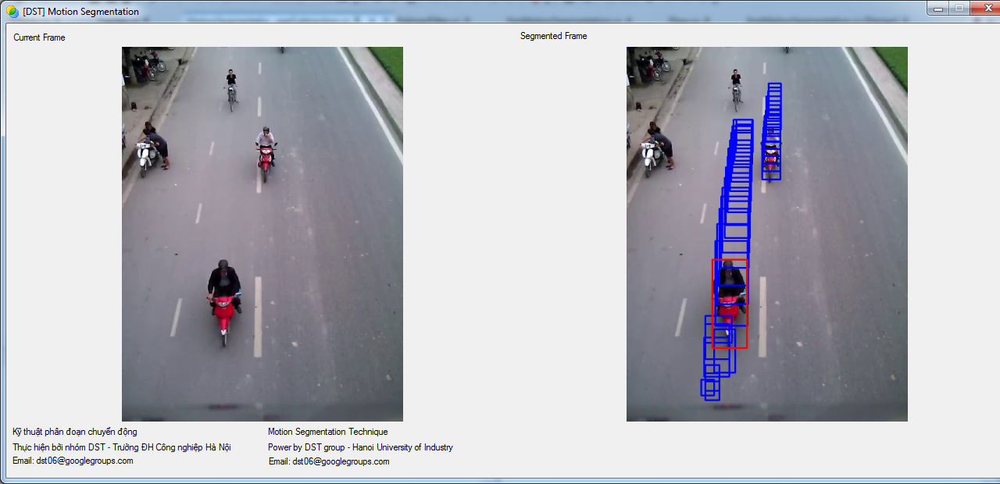 [DST] Motion Segmentation
Current Frame
Segmented Frame
Kỹ thuật phân đoạn chuyển động
Thực hiện bởi nhóm DST - Trường ĐH Công nghiệp Hà Nội
Email: dst06@googlegroups.com
Motion Segmentation Technique
Power by DST group - Hanoi University of Industry
Email: dst06@googlegroups.com